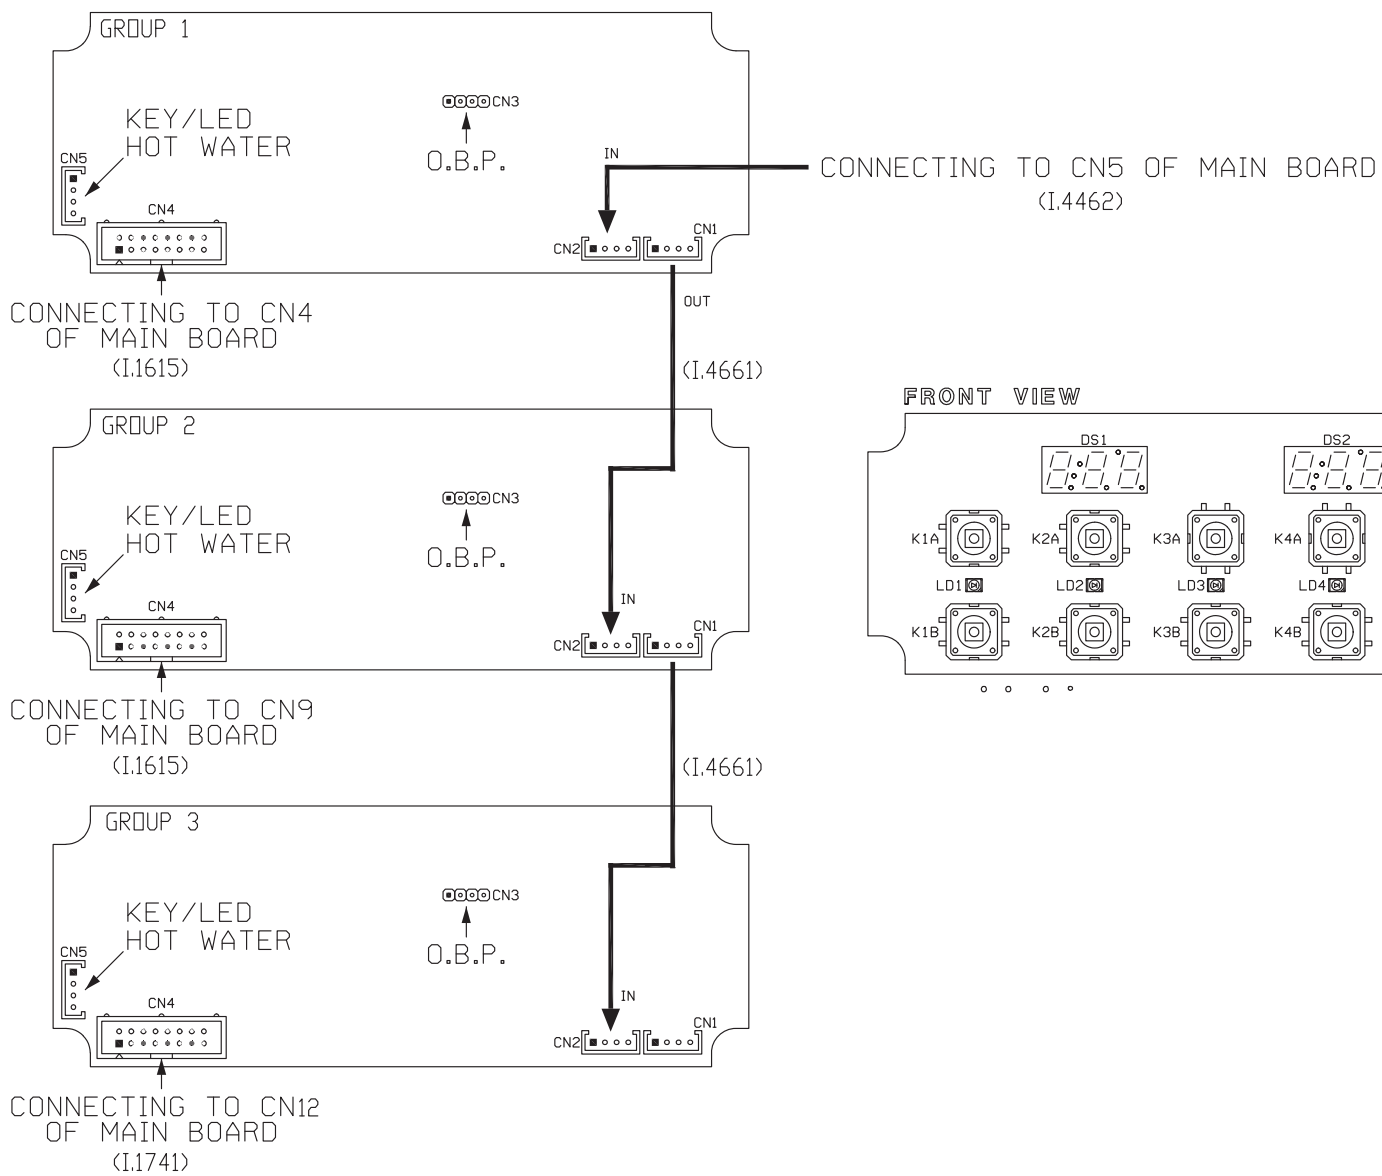 GROUP 1
KEY/LED
HOT WATER
CN5
CN4
CN3
O.B.P.
IN
CN2
CN1
CONNECTING TO CN5 OF MAIN BOARD
(I.4462)
OUT
CONNECTING TO CN4
OF MAIN BOARD
(I.1615)
(I.4661)
GROUP 2
KEY/LED
HOT WATER
CN5
CN4
CN3
O.B.P.
IN
CN2
CN1
CONNECTING TO CN9
OF MAIN BOARD
(I.1615)
(I.4661)
GROUP 3
KEY/LED
HOT WATER
CN5
CN4
CN3
O.B.P.
IN
CN2
CN1
CONNECTING TO CN12
OF MAIN BOARD
(I.1741)
FRONT VIEW
DS1
DS2
K1A
K2A
K3A
K4A
LD1
LD2
LD3
LD4
K1B
K2B
K3B
K4B